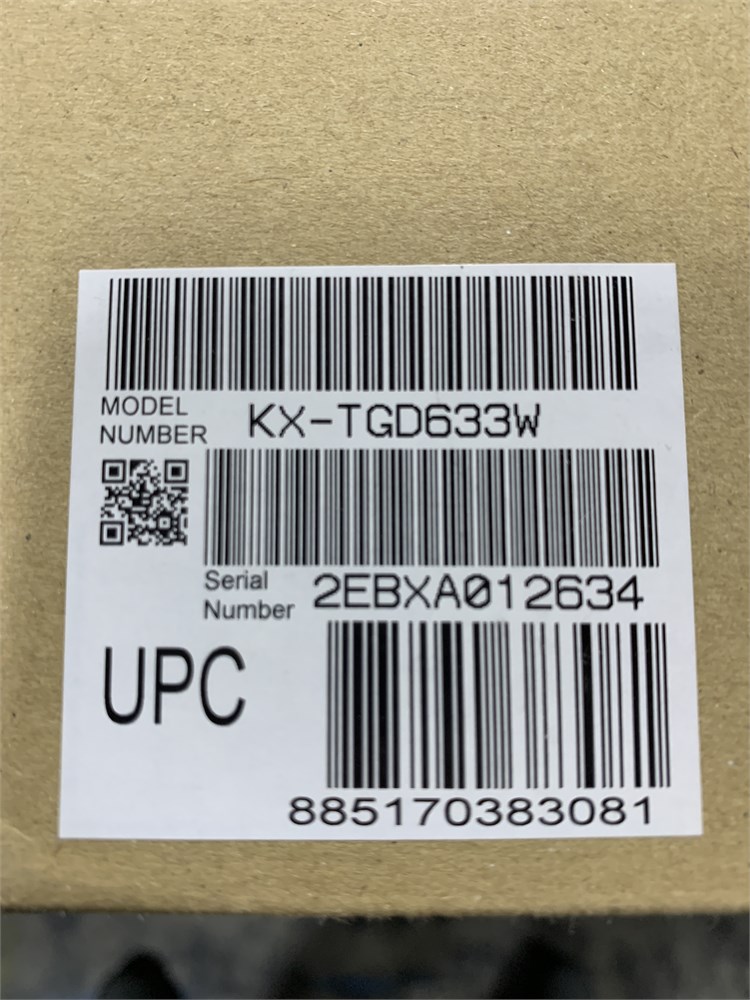 MODEL
NUMBER KX-TGD633W
Serial
Number 2EBXA012634
UPC
885170383081